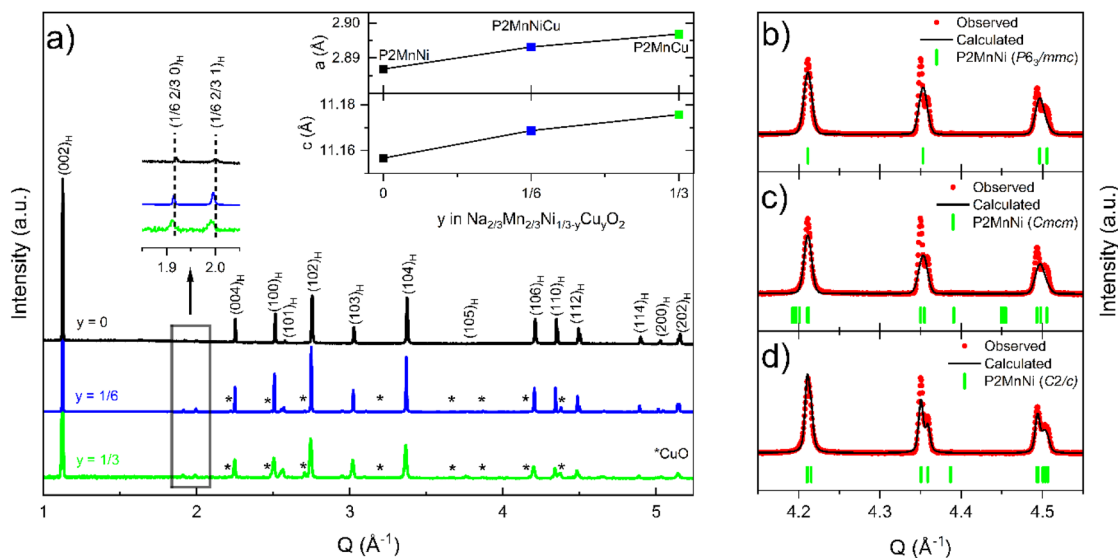 a)
Intensity (a.u.)
(002)H
(1/6 2/3 0)H
(1/6 2/3 1)H
1.9 2.0
P2MnNi
P2MnNiCu
P2MnCu
a (Å)
2.90
2.89
c (Å)
11.18
11.16
0 1/6 1/3
y in Na2/3Mn2/3Ni1/3-yCuyO2
(004)H
(100)H
(101)H
(102)H
(103)H
(104)H
(105)H
(106)H
(110)H
(112)H
(114)H
(200)H
(202)H
y = 0
y = 1/6
* * * * * * * *
y = 1/3
* * * * * * * *
*CuO
1 2 3 4 5
Q (Å-1)
b)
Observed
Calculated
P2MnNi (P63/mmc)
c)
Observed
Calculated
P2MnNi (Cmcm)
d)
Observed
Calculated
P2MnNi (C2/c)
4.2 4.3 4.4 4.5
Q (Å-1)
Intensity (a.u.)